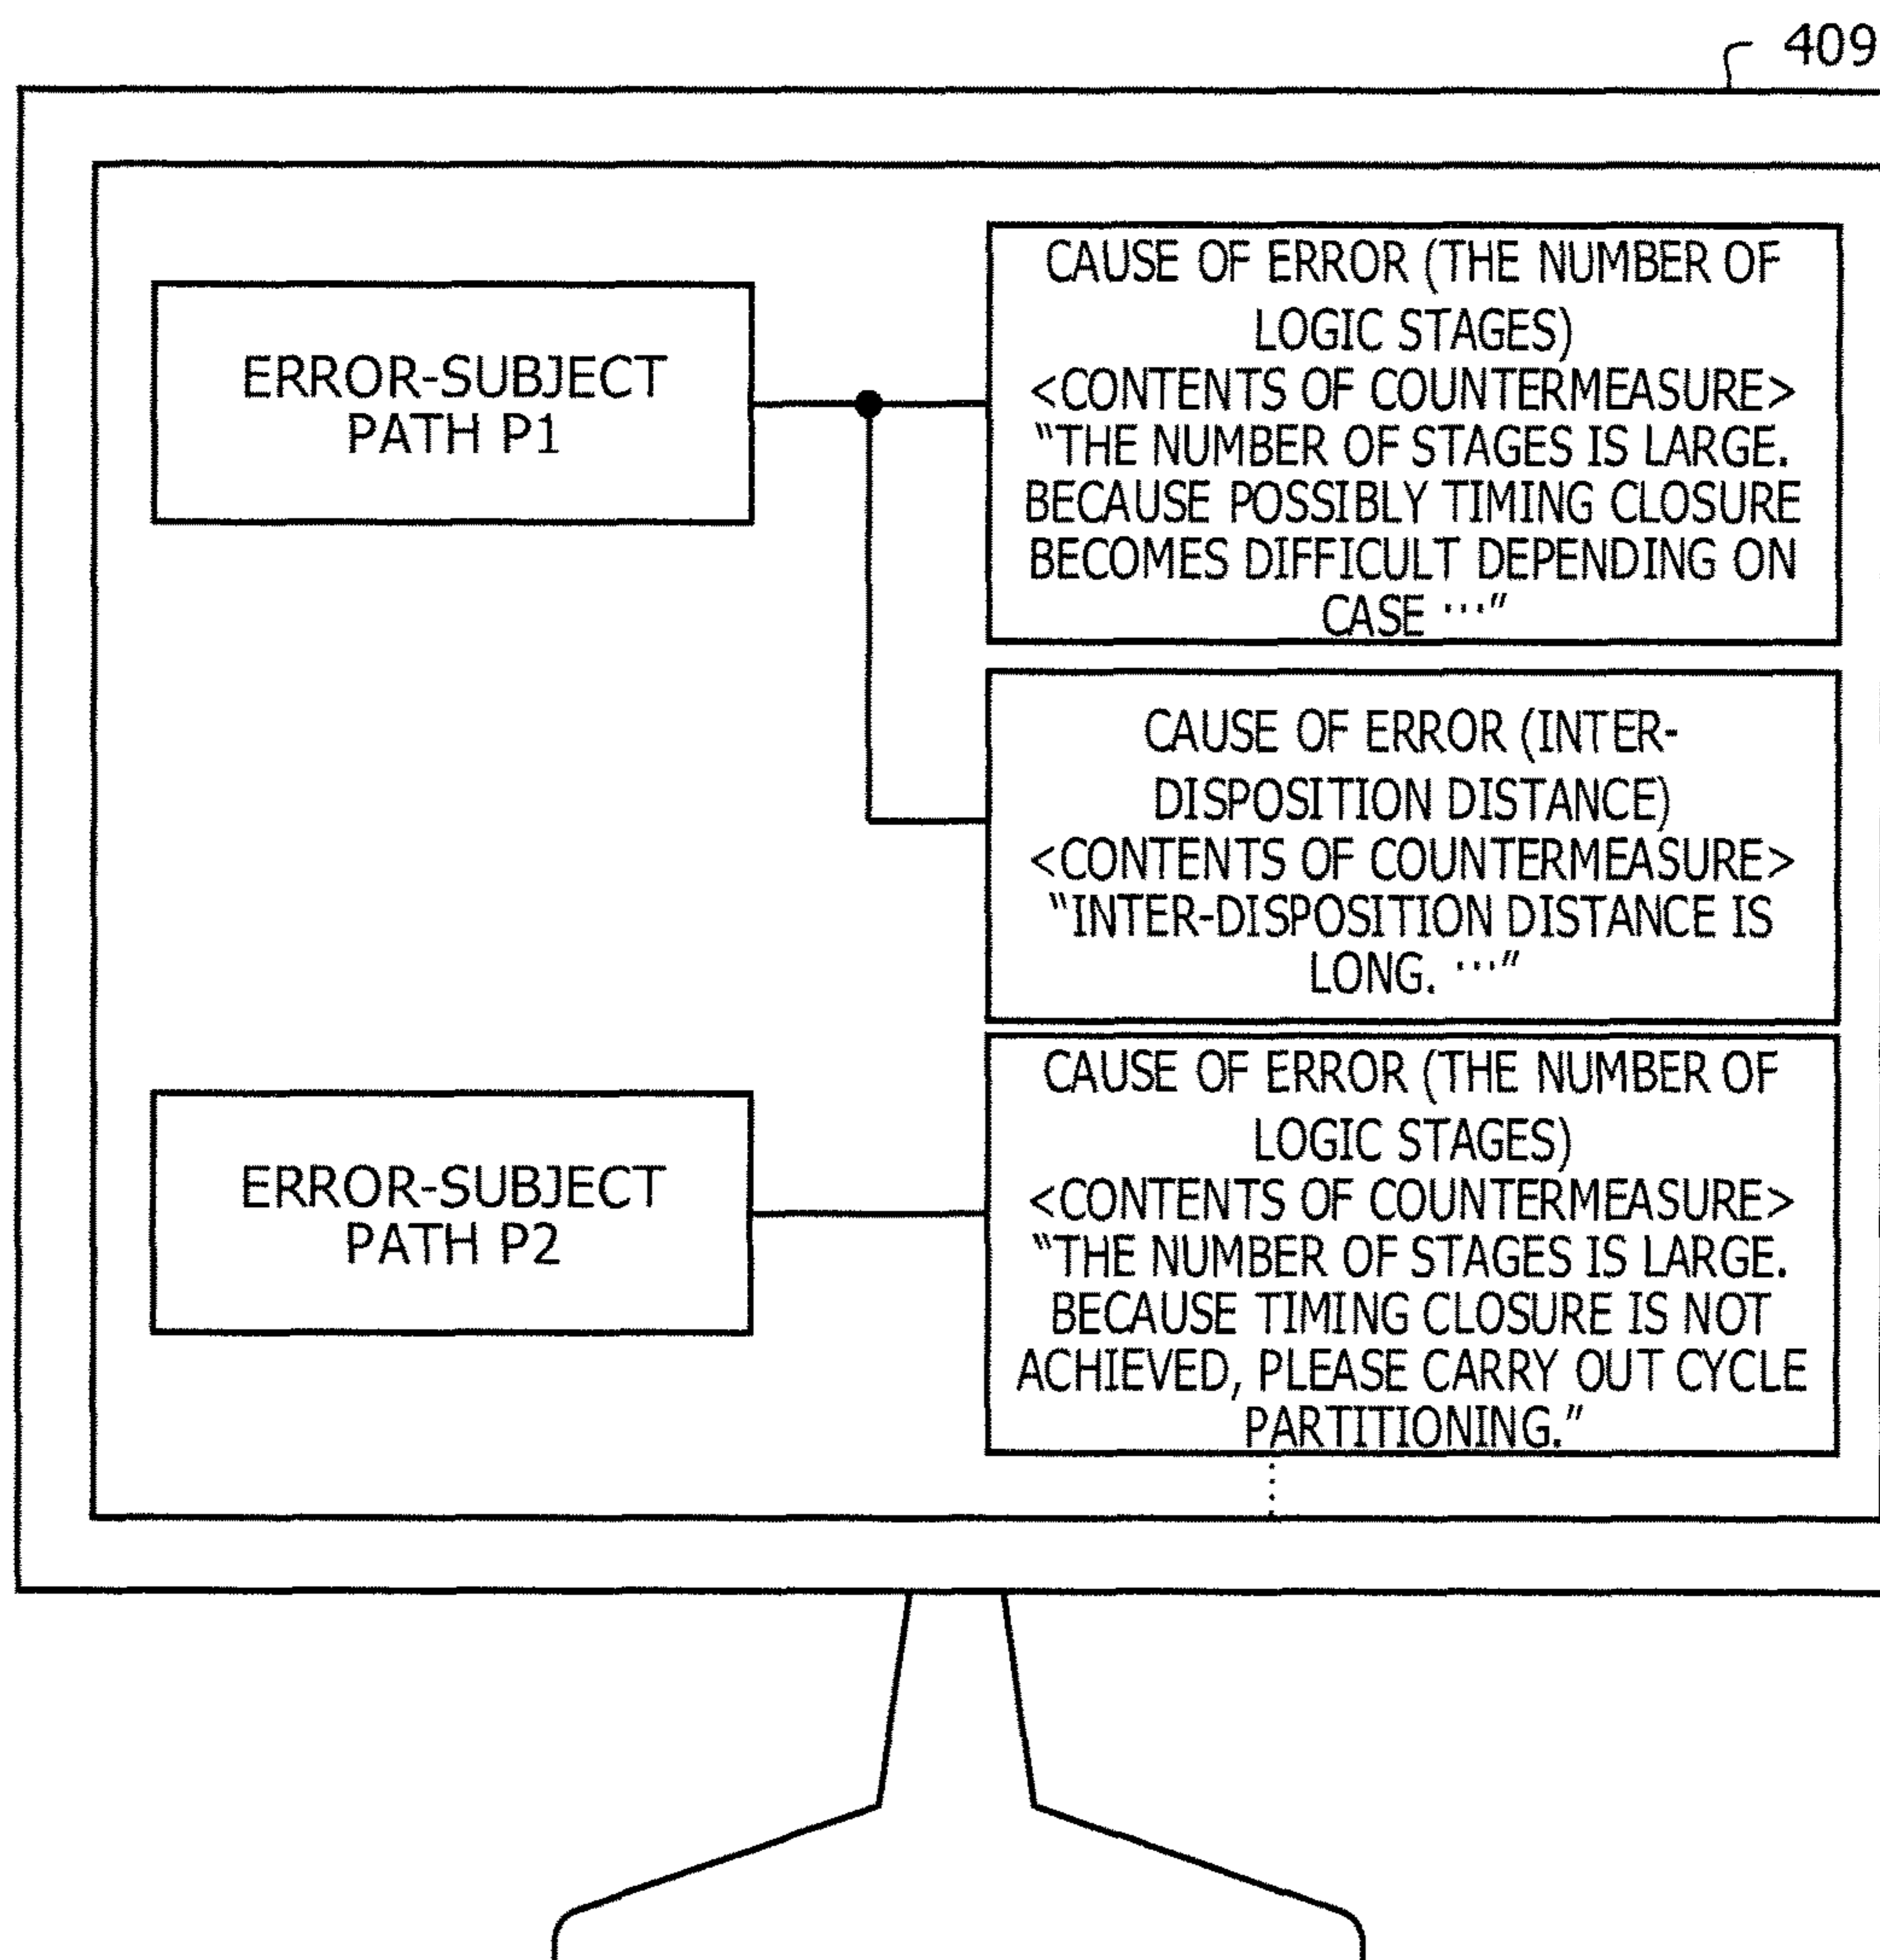 409
ERROR-SUBJECT
PATH P1
CAUSE OF ERROR (THE NUMBER OF
LOGIC STAGES)
<CONTENTS OF COUNTERMEASURE>
“THE NUMBER OF STAGES IS LARGE.
BECAUSE POSSIBLY TIMING CLOSURE
BECOMES DIFFICULT DEPENDING ON
CASE ···”
CAUSE OF ERROR (INTER-
DISPOSITION DISTANCE)
<CONTENTS OF COUNTERMEASURE>
“INTER-DISPOSITION DISTANCE IS
LONG. ···”
ERROR-SUBJECT
PATH P2
CAUSE OF ERROR (THE NUMBER OF
LOGIC STAGES)
<CONTENTS OF COUNTERMEASURE>
“THE NUMBER OF STAGES IS LARGE.
BECAUSE TIMING CLOSURE IS NOT
ACHIEVED, PLEASE CARRY OUT CYCLE
PARTITIONING.”